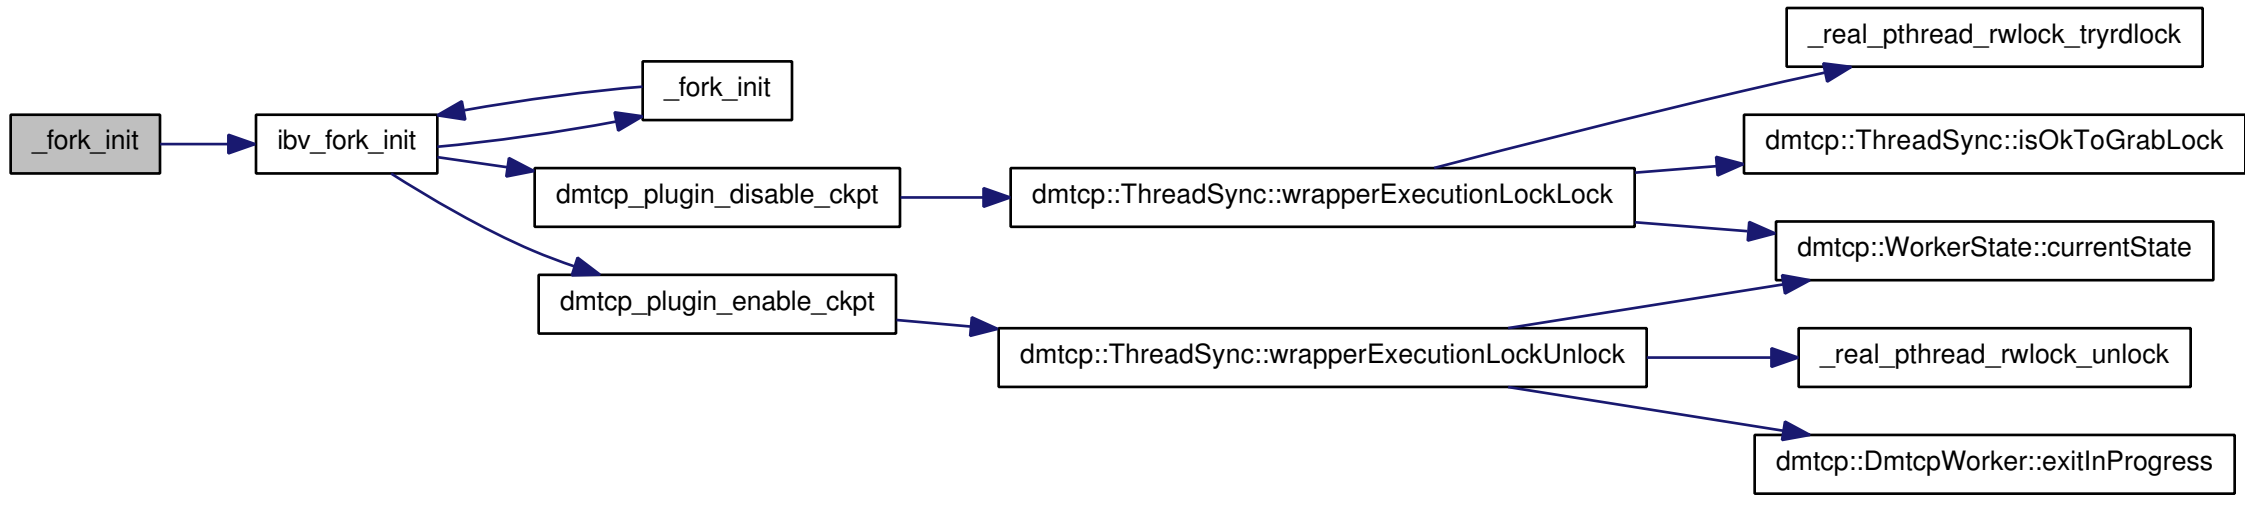 _fork_init
ibv_fork_init
_fork_init
dmtcp_plugin_disable_ckpt
dmtcp_plugin_enable_ckpt
dmtcp::ThreadSync::wrapperExecutionLockLock
dmtcp::ThreadSync::wrapperExecutionLockUnlock
_real_pthread_rwlock_tryrdlock
dmtcp::ThreadSync::isOkToGrabLock
dmtcp::WorkerState::currentState
_real_pthread_rwlock_unlock
dmtcp::DmtcpWorker::exitInProgress